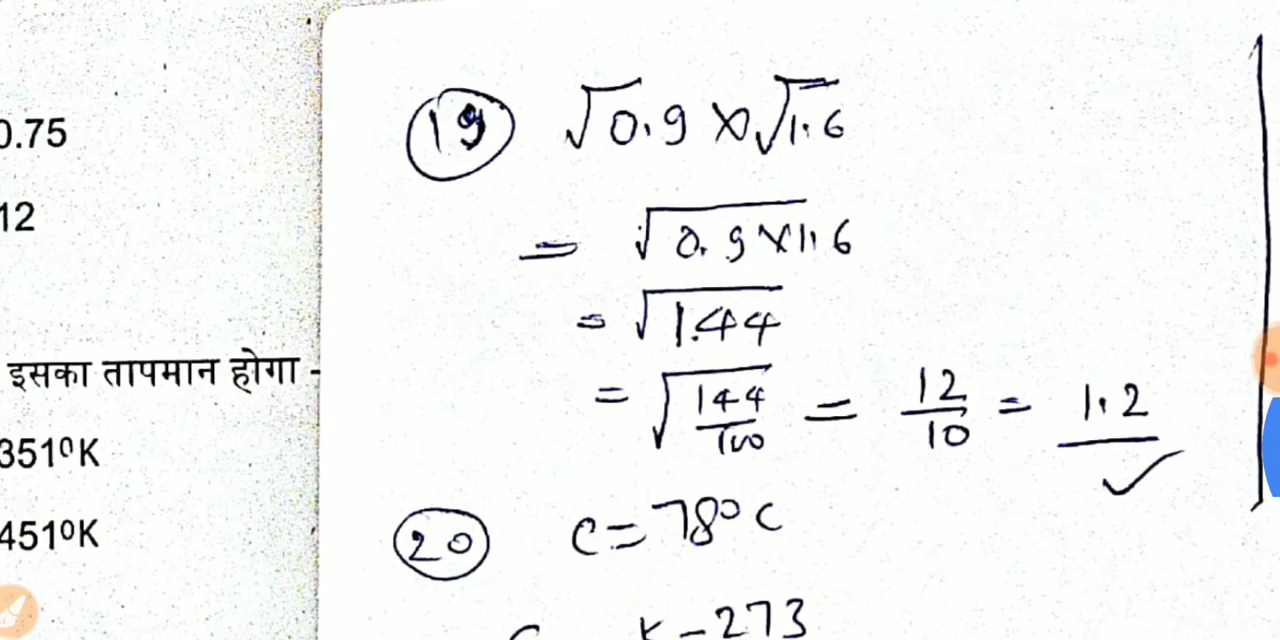 0.75
12
इसका तापमान होगा -
351⁰K
451⁰K
19 √0.9 × √1.6
= √0.9×1.6
= √1.44
= √144/100 = 12/10 = 1.2 ✓
20 C=78°C
K-273